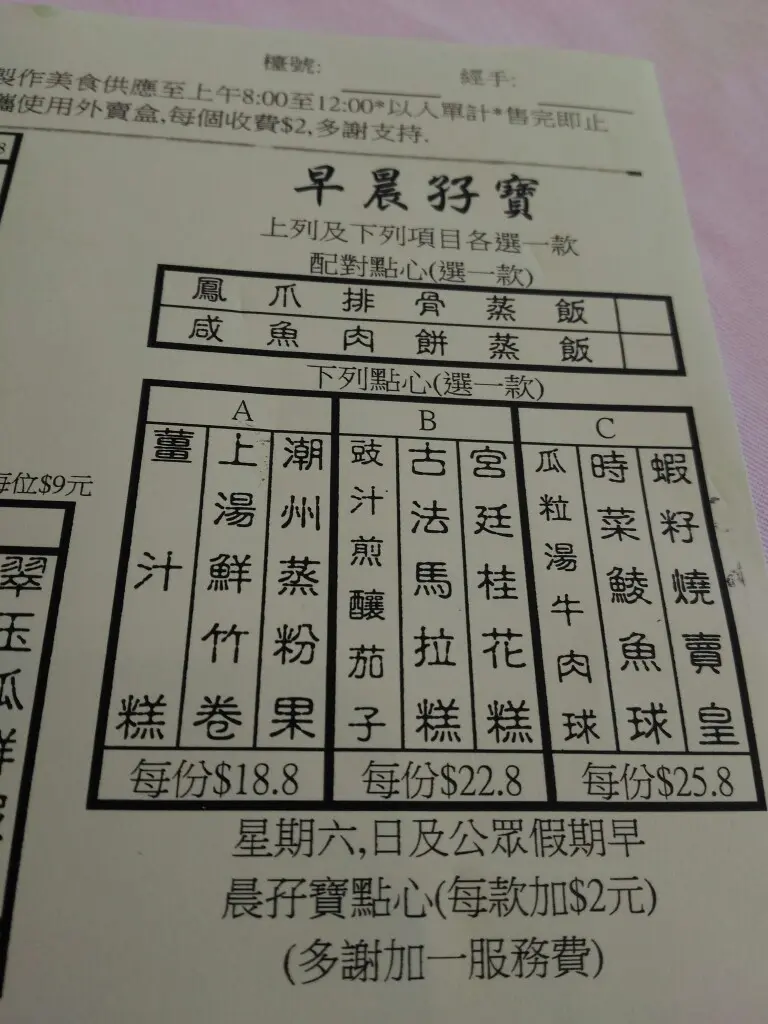 檯號:
經手:
製作美食供應至上午8:00至12:00*以人單計*售完即止
攜使用外賣盒,每個收費$2,多謝支持.
早晨孖寶
上列及下列項目各選一款
配對點心(選一款)
鳳爪排骨蒸飯
咸魚肉餅蒸飯
下列點心(選一款)
A
薑汁糕
上湯鮮竹卷
潮州蒸粉果
每份$18.8
B
豉汁煎釀茄子
古法馬拉糕
宮廷桂花糕
每份$22.8
C
瓜粒湯牛肉球
時菜鯪魚球
蝦籽燒賣皇
每份$25.8
星期六,日及公眾假期早
晨孖寶點心(每款加$2元)
(多謝加一服務費)
每位$9元
翠玉瓜鮮